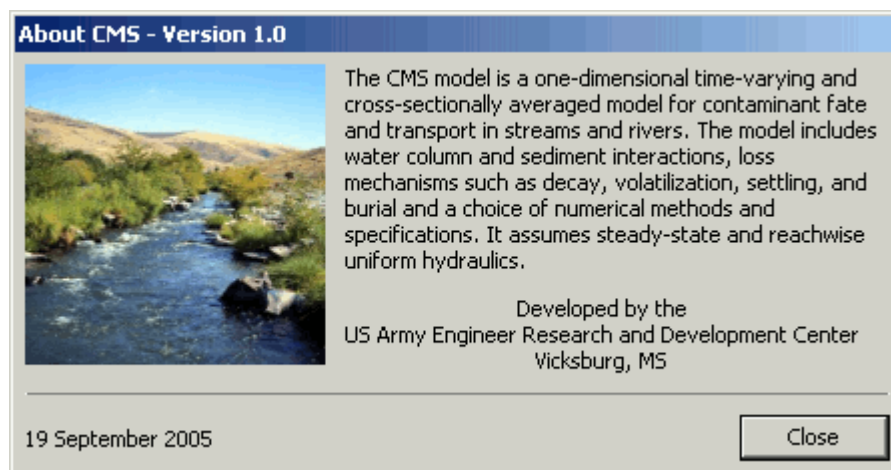 About CMS - Version 1.0
The CMS model is a one-dimensional time-varying and
cross-sectionally averaged model for contaminant fate
and transport in streams and rivers. The model includes
water column and sediment interactions, loss
mechanisms such as decay, volatilization, settling, and
burial and a choice of numerical methods and
specifications. It assumes steady-state and reachwise
uniform hydraulics.
Developed by the
US Army Engineer Research and Development Center
Vicksburg, MS
19 September 2005
Close